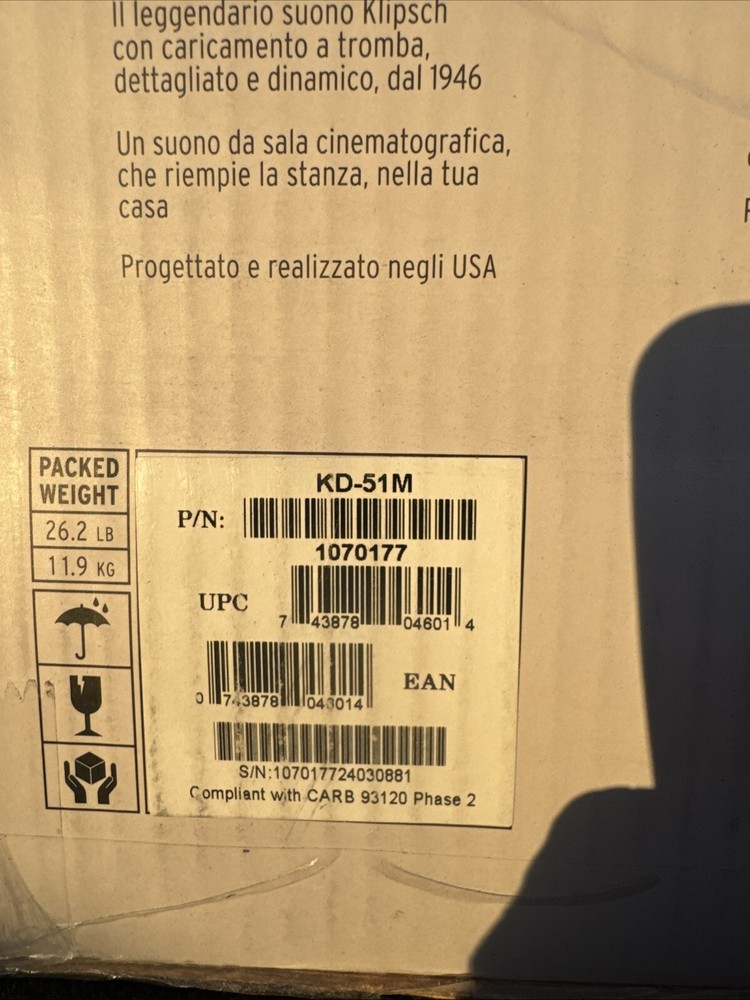 Il leggendario suono Klipsch
con caricamento a tromba,
dettagliato e dinamico, dal 1946
Un suono da sala cinematografica,
che riempie la stanza, nella tua
casa
Progettato e realizzato negli USA
PACKED
WEIGHT
26.2 LB
11.9 KG
KD-51M
P/N:
1070177
UPC
7 43878 04601 4
EAN
S/N:107017724030881
Compliant with CARB 93120 Phase 2